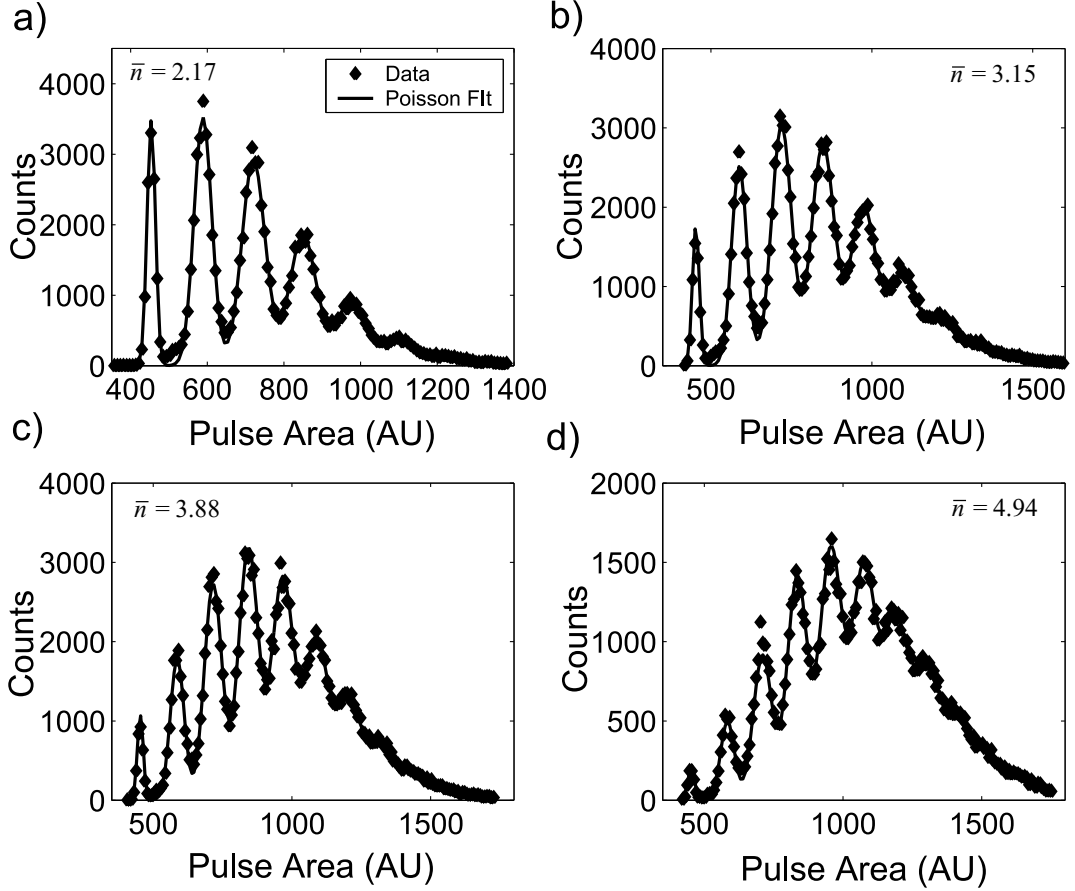 a)
n̅ = 2.17
Data
Poisson FIt
4000
3000
2000
1000
0
Counts
400 600 800 1000 1200 1400
Pulse Area (AU)
b)
n̅ = 3.15
4000
3000
2000
1000
0
Counts
500 1000 1500
Pulse Area (AU)
c)
n̅ = 3.88
4000
3000
2000
1000
0
Counts
500 1000 1500
Pulse Area (AU)
d)
n̅ = 4.94
2000
1500
1000
500
0
Counts
500 1000 1500
Pulse Area (AU)